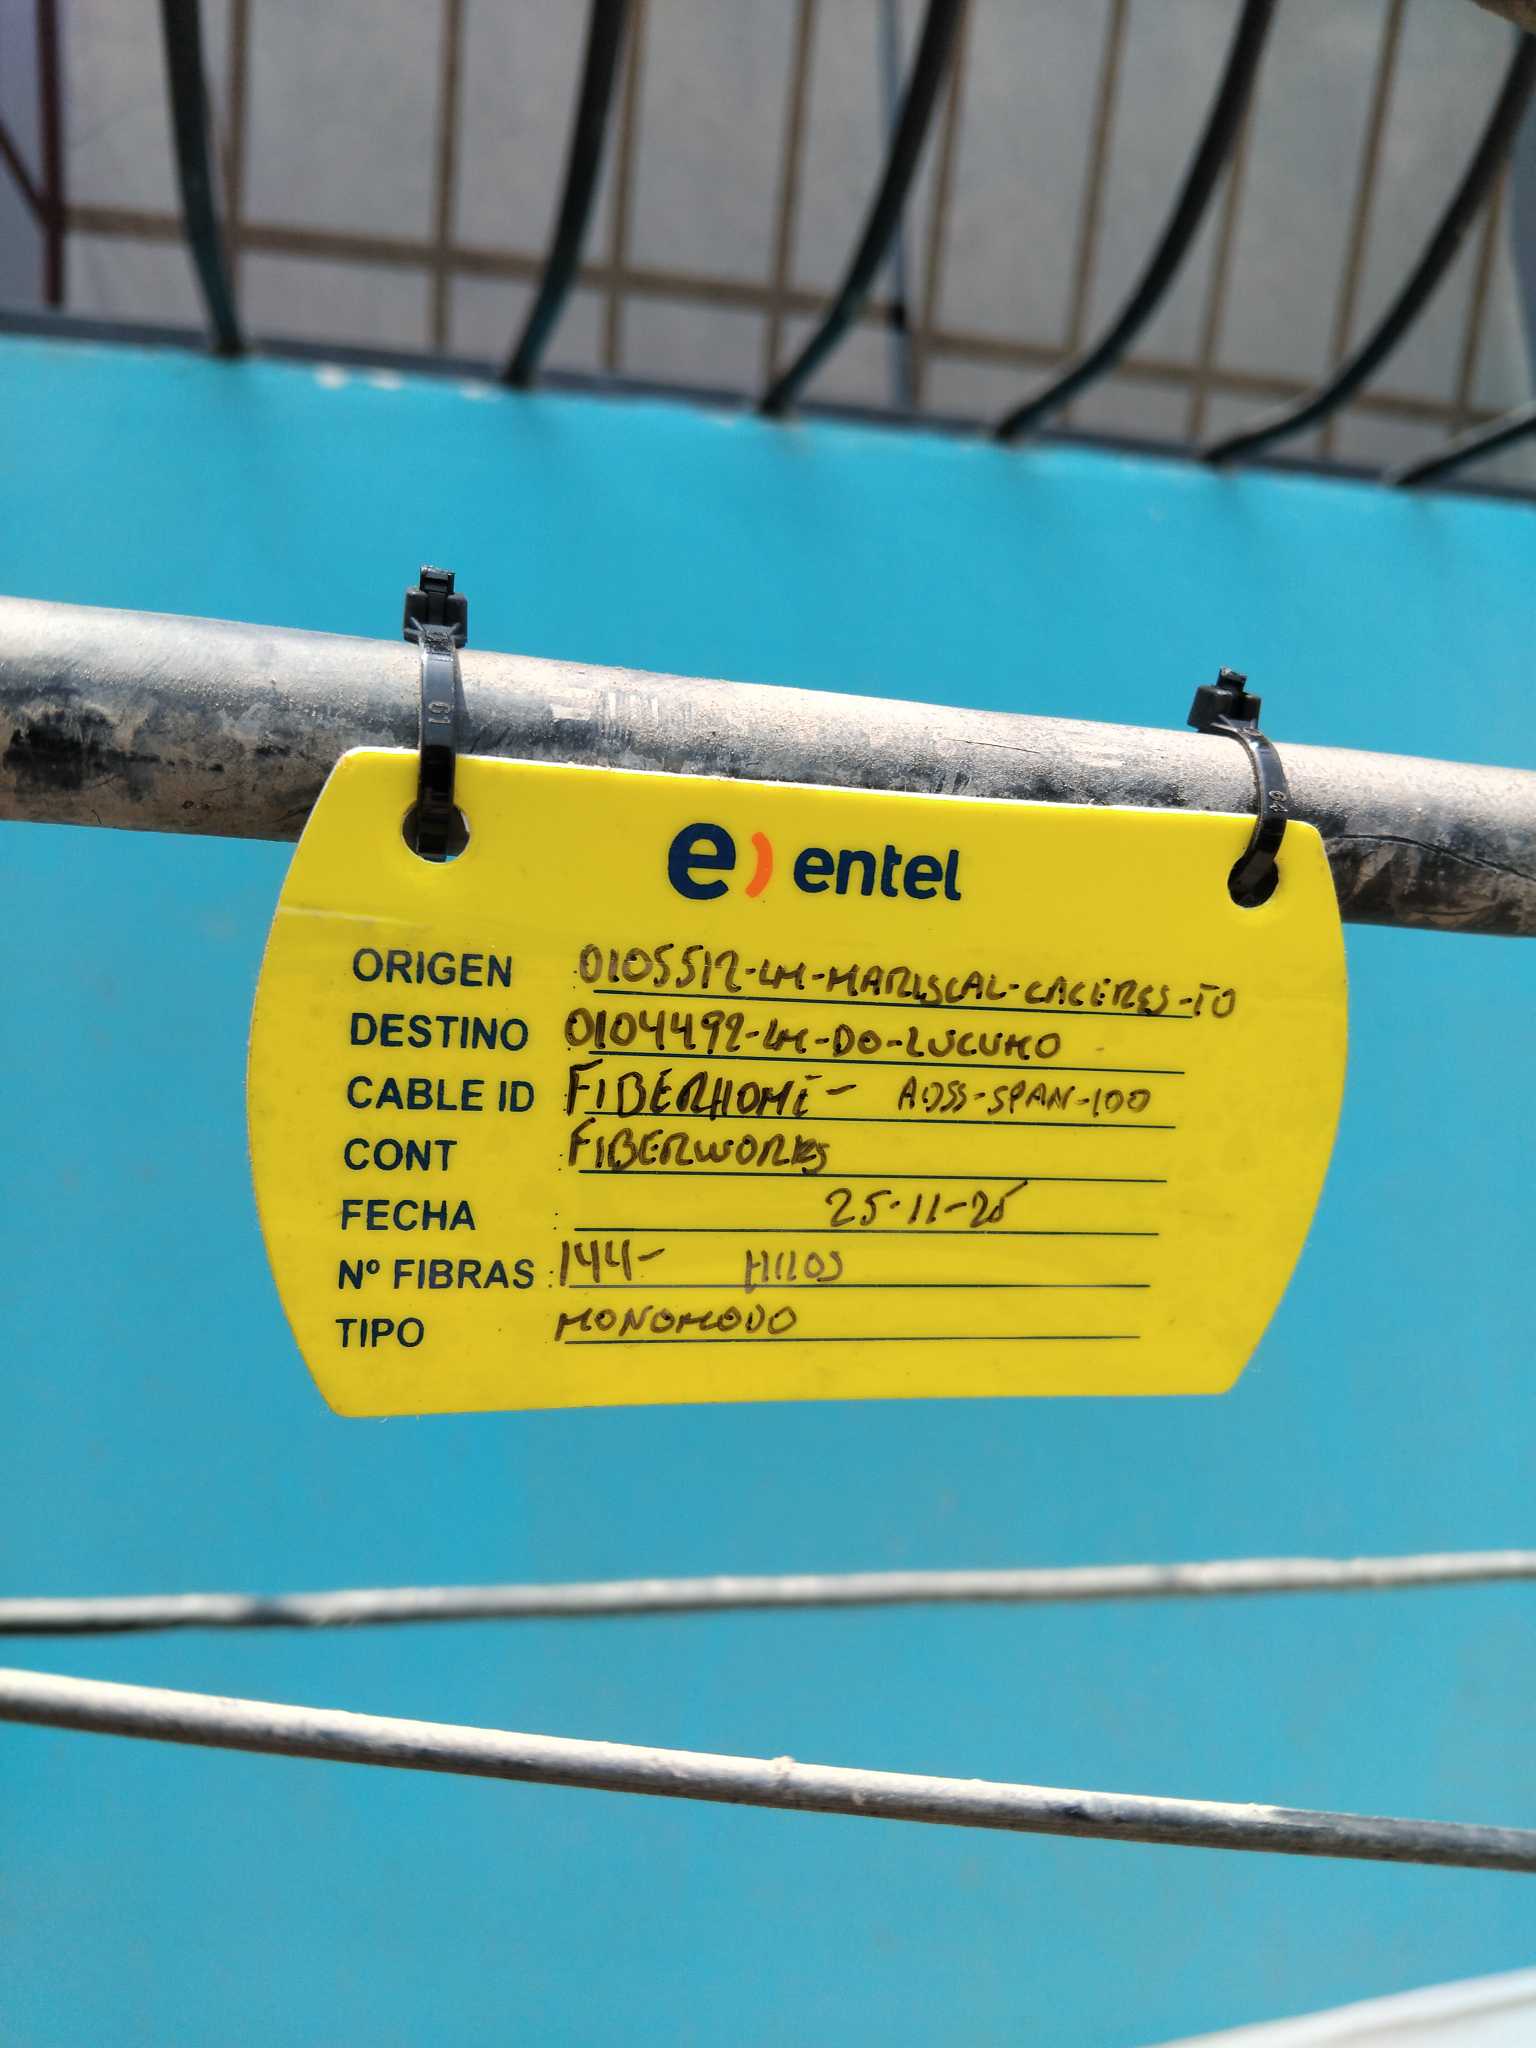 e) entel
ORIGEN : 0105512-LM-MARISCAL-CACERES-TO
DESTINO : 0104492-LM-DO-LUCUMO
CABLE ID : FIBERHOME- ADSS-SPAN-100
CONT : FIBERWORKS
FECHA : 25-11-25
Nº FIBRAS : 144- HILOS
TIPO : MONOMODO